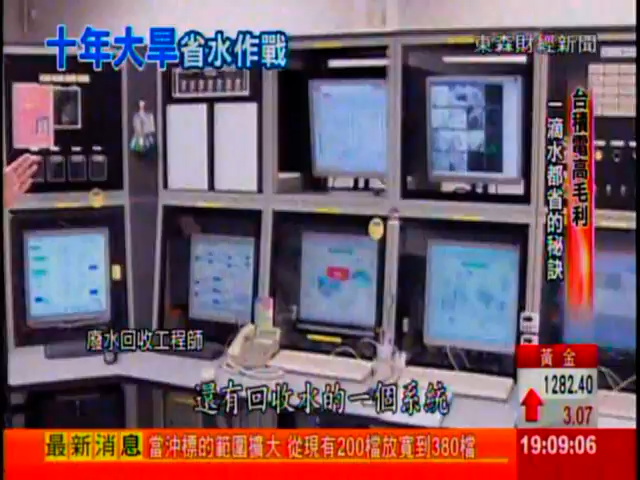 十年大旱省水作戰
東森財經新聞
台積電高毛利
一滴水都省的秘訣
廢水回收工程師
還有回收水的一個系統
黃金
1282.40
3.07
最新消息 當沖標的範圍擴大 從現有200檔放寬到380檔
19:09:06